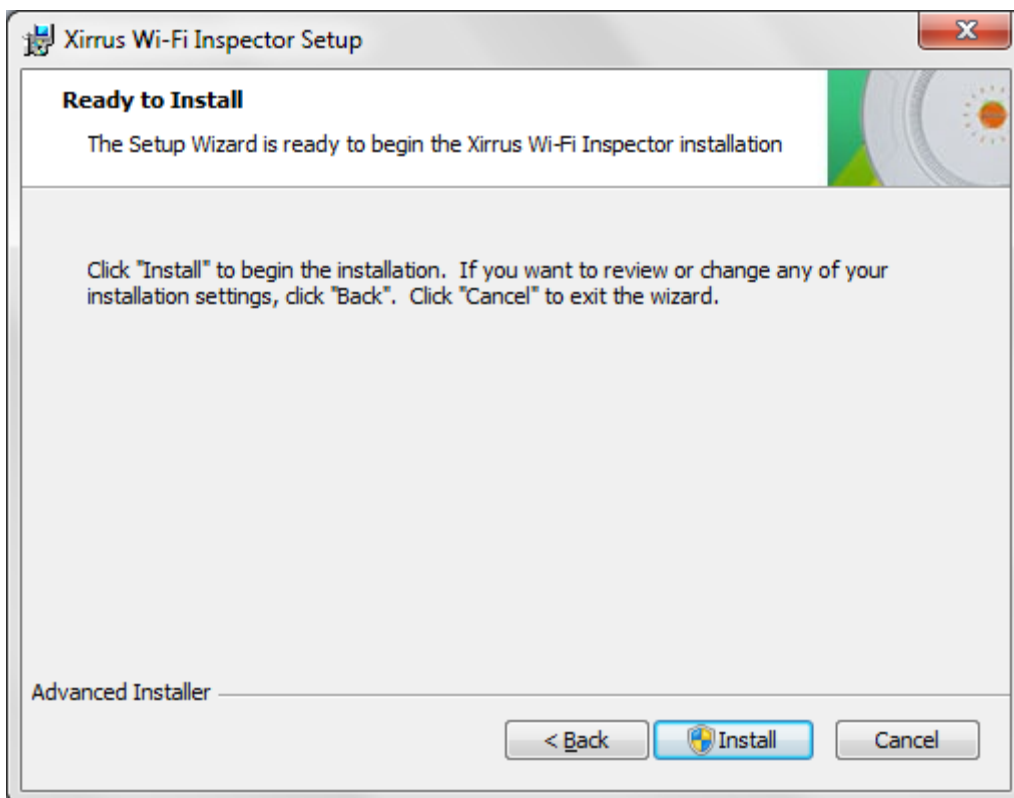 Xirrus Wi-Fi Inspector Setup
Ready to Install
The Setup Wizard is ready to begin the Xirrus Wi-Fi Inspector installation
Click "Install" to begin the installation.  If you want to review or change any of your
installation settings, click "Back".  Click "Cancel" to exit the wizard.
Advanced Installer
< Back
Install
Cancel